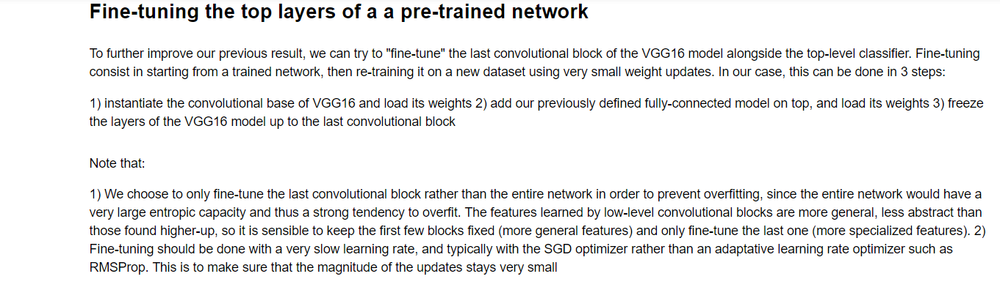 Fine-tuning the top layers of a a pre-trained network
To further improve our previous result, we can try to "fine-tune" the last convolutional block of the VGG16 model alongside the top-level classifier. Fine-tuning
consist in starting from a trained network, then re-training it on a new dataset using very small weight updates. In our case, this can be done in 3 steps:
1) instantiate the convolutional base of VGG16 and load its weights 2) add our previously defined fully-connected model on top, and load its weights 3) freeze
the layers of the VGG16 model up to the last convolutional block
Note that:
1) We choose to only fine-tune the last convolutional block rather than the entire network in order to prevent overfitting, since the entire network would have a
very large entropic capacity and thus a strong tendency to overfit. The features learned by low-level convolutional blocks are more general, less abstract than
those found higher-up, so it is sensible to keep the first few blocks fixed (more general features) and only fine-tune the last one (more specialized features). 2)
Fine-tuning should be done with a very slow learning rate, and typically with the SGD optimizer rather than an adaptative learning rate optimizer such as
RMSProp. This is to make sure that the magnitude of the updates stays very small